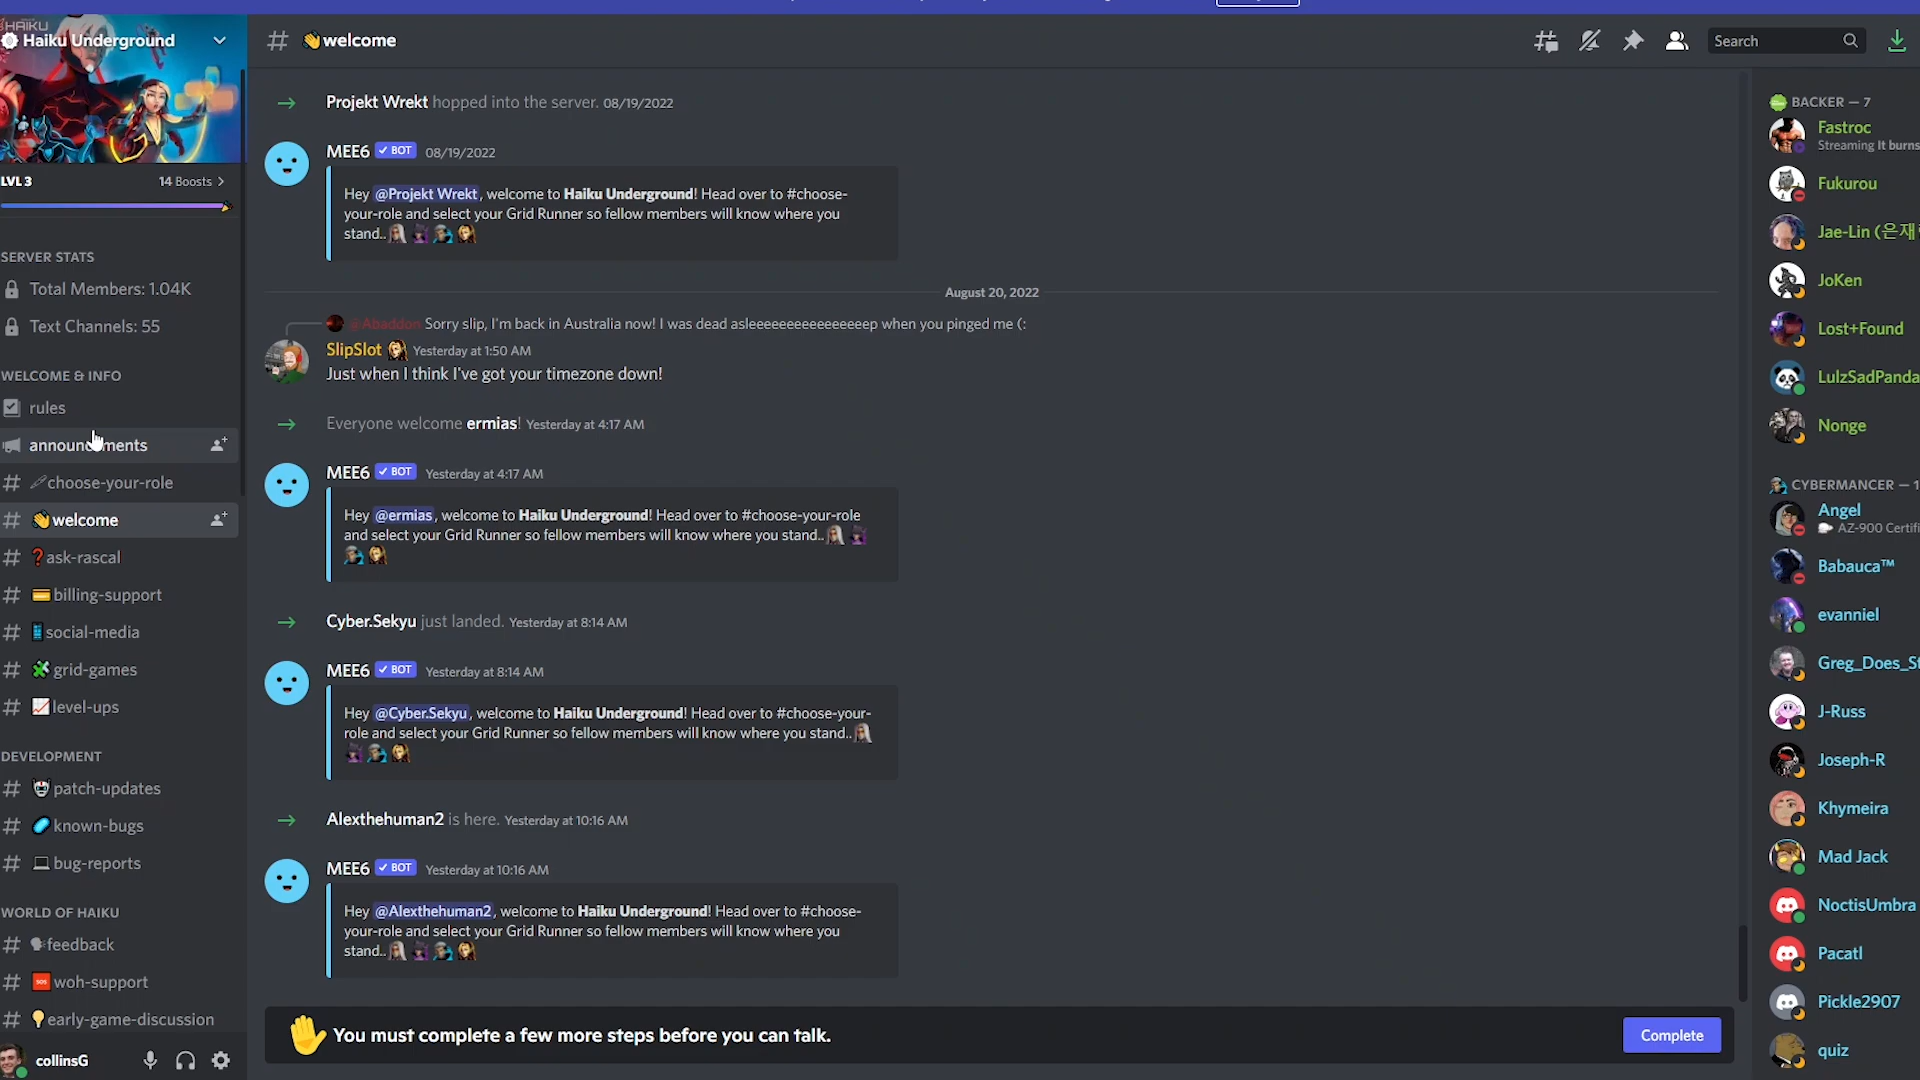 HAIKU
Haiku Underground
LVL 3
14 Boosts
SERVER STATS
Total Members: 1.04K
Text Channels: 55
WELCOME & INFO
rules
announcements
choose-your-role
welcome
ask-rascal
billing-support
social-media
grid-games
level-ups
DEVELOPMENT
patch-updates
known-bugs
bug-reports
WORLD OF HAIKU
feedback
woh-support
early-game-discussion
collinsG
welcome
Search
Projekt Wrekt hopped into the server. 08/19/2022
MEE6 BOT 08/19/2022
Hey @Projekt Wrekt, welcome to Haiku Underground! Head over to #choose-
your-role and select your Grid Runner so fellow members will know where you
stand..
August 20, 2022
@Abaddon Sorry slip, I'm back in Australia now! I was dead asleeeeeeeeeeeeeeep when you pinged me (:
SlipSlot Yesterday at 1:50 AM
Just when I think I've got your timezone down!
Everyone welcome ermias! Yesterday at 4:17 AM
MEE6 BOT Yesterday at 4:17 AM
Hey @ermias, welcome to Haiku Underground! Head over to #choose-your-role
and select your Grid Runner so fellow members will know where you stand..
Cyber.Sekyu just landed. Yesterday at 8:14 AM
MEE6 BOT Yesterday at 8:14 AM
Hey @Cyber.Sekyu, welcome to Haiku Underground! Head over to #choose-your-
role and select your Grid Runner so fellow members will know where you stand..
Alexthehuman2 is here. Yesterday at 10:16 AM
MEE6 BOT Yesterday at 10:16 AM
Hey @Alexthehuman2, welcome to Haiku Underground! Head over to #choose-
your-role and select your Grid Runner so fellow members will know where you
stand..
You must complete a few more steps before you can talk.
Complete
BACKER — 7
Fastroc
Streaming It burns
Fukurou
Jae-Lin (은재
JoKen
Lost+Found
LulzSadPanda
Nonge
CYBERMANCER — 1
Angel
AZ-900 Certifi
Babauca™
evanniel
Greg_Does_St
J-Russ
Joseph-R
Khymeira
Mad Jack
NoctisUmbra
Pacatl
Pickle2907
quiz